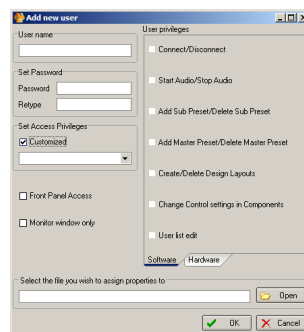 Add new user
User name
Set Password
Password
Retype
Set Access Privileges
Customized
Front Panel Access
Monitor window only
User privileges
Connect/Disconnect
Start Audio/Stop Audio
Add Sub Preset/Delete Sub Preset
Add Master Preset/Delete Master Preset
Create/Delete Design Layouts
Change Control settings in Components
User list edit
Software Hardware
Select the file you wish to assign properties to
Open
OK Cancel